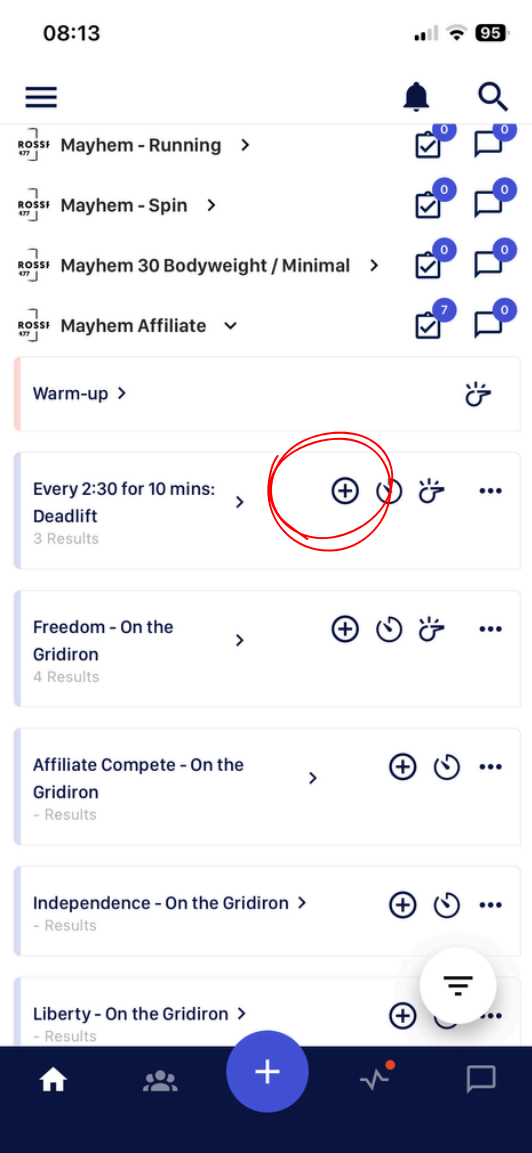 08:13
95
0
0
ROSSF Mayhem - Running
477
0
0
ROSSF Mayhem - Spin
477
0
0
ROSSF Mayhem 30 Bodyweight / Minimal
477
7
0
ROSSF Mayhem Affiliate
477
Warm-up
Every 2:30 for 10 mins:
Deadlift
3 Results
Freedom - On the
Gridiron
4 Results
Affiliate Compete - On the
Gridiron
- Results
Independence - On the Gridiron
- Results
Liberty - On the Gridiron
- Results